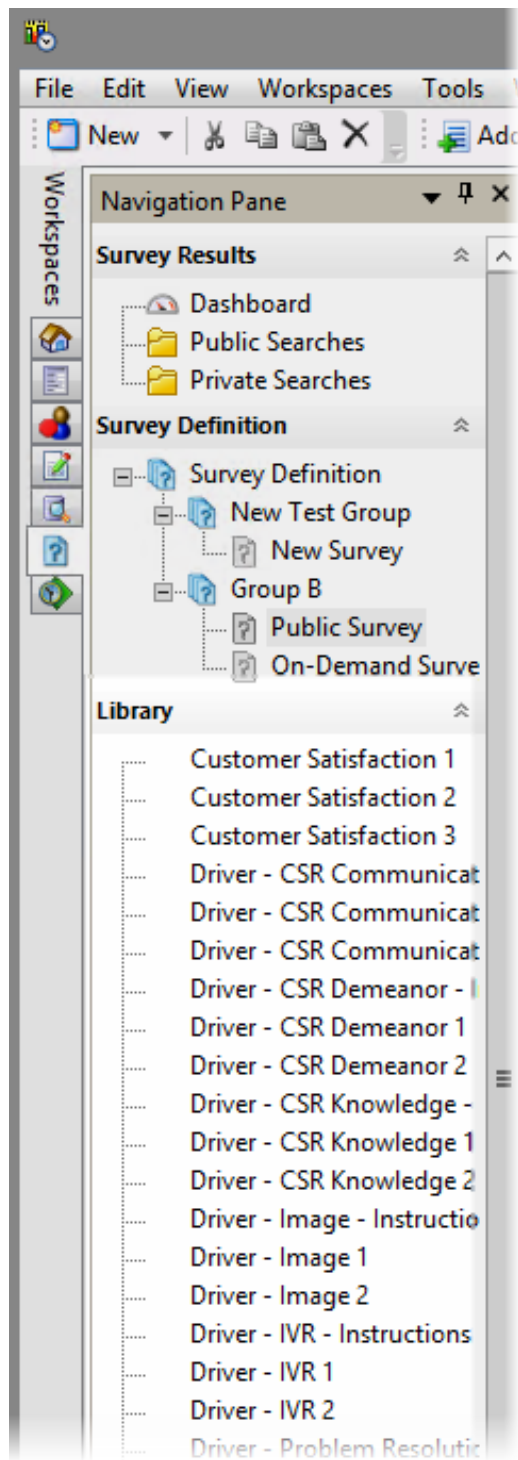 File Edit View Workspaces Tools
New Add
Workspaces
Navigation Pane
Survey Results
Dashboard
Public Searches
Private Searches
Survey Definition
Survey Definition
New Test Group
New Survey
Group B
Public Survey
On-Demand Surve
Library
Customer Satisfaction 1
Customer Satisfaction 2
Customer Satisfaction 3
Driver - CSR Communicat
Driver - CSR Communicat
Driver - CSR Communicat
Driver - CSR Demeanor -
Driver - CSR Demeanor 1
Driver - CSR Demeanor 2
Driver - CSR Knowledge -
Driver - CSR Knowledge 1
Driver - CSR Knowledge 2
Driver - Image - Instructio
Driver - Image 1
Driver - Image 2
Driver - IVR - Instructions
Driver - IVR 1
Driver - IVR 2
Driver - Problem Resolutic